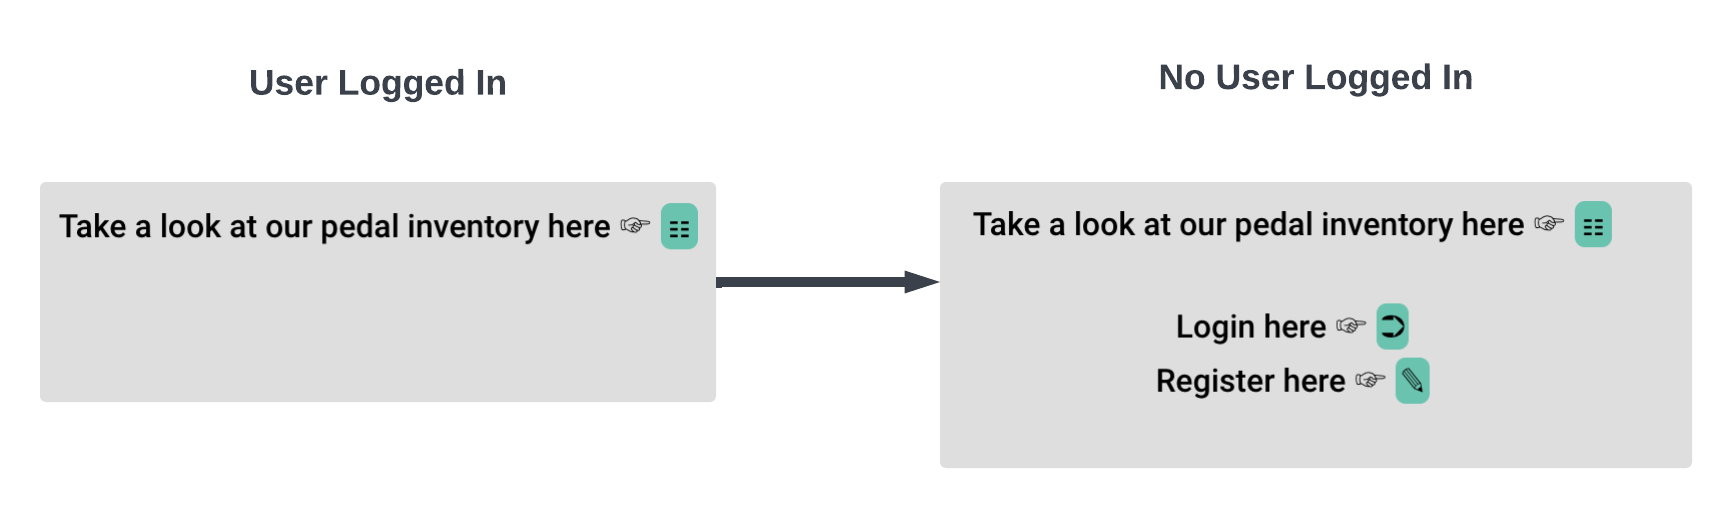 User Logged In
Take a look at our pedal inventory here ☞ ☷
No User Logged In
Take a look at our pedal inventory here ☞ ☷
Login here ☞ ➲
Register here ☞ ✎